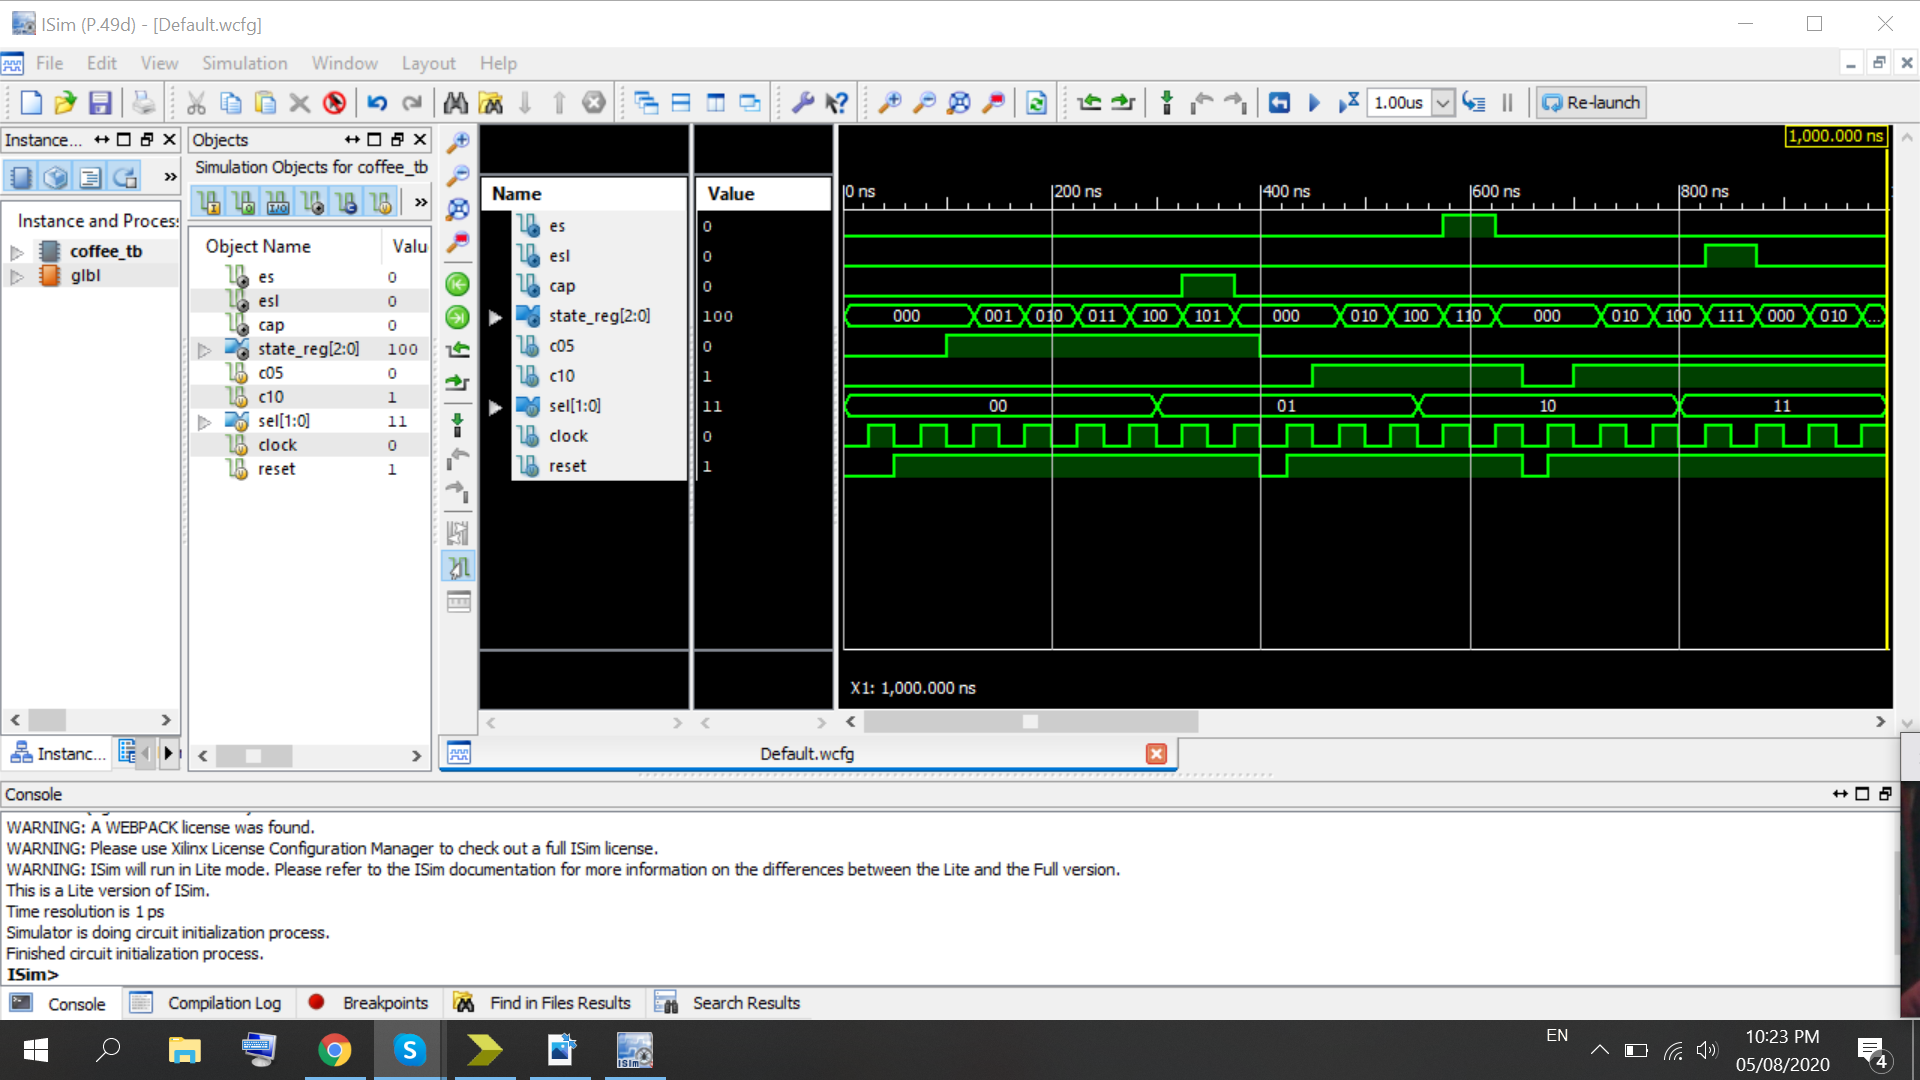 ISim (P.49d) - [Default.wcfg]
File Edit View Simulation Window Layout Help
1.00us Re-launch
Instance... Objects
Simulation Objects for coffee_tb
Instance and Proces
coffee_tb
glbl
Object Name Valu
es 0
esl 0
cap 0
state_reg[2:0] 100
c05 0
c10 1
sel[1:0] 11
clock 0
reset 1
Name Value
es 0
esl 0
cap 0
state_reg[2:0] 100
c05 0
c10 1
sel[1:0] 11
clock 0
reset 1
1,000.000 ns
0 ns 200 ns 400 ns 600 ns 800 ns
000 001 010 011 100 101 000 010 100 110 000 010 100 111 000 010 ...
00 01 10 11
X1: 1,000.000 ns
Instanc...
Default.wcfg
Console
WARNING: A WEBPACK license was found.
WARNING: Please use Xilinx License Configuration Manager to check out a full ISim license.
WARNING: ISim will run in Lite mode. Please refer to the ISim documentation for more information on the differences between the Lite and the Full version.
This is a Lite version of ISim.
Time resolution is 1 ps
Simulator is doing circuit initialization process.
Finished circuit initialization process.
ISim>
Console Compilation Log Breakpoints Find in Files Results Search Results
EN
10:23 PM
05/08/2020
4